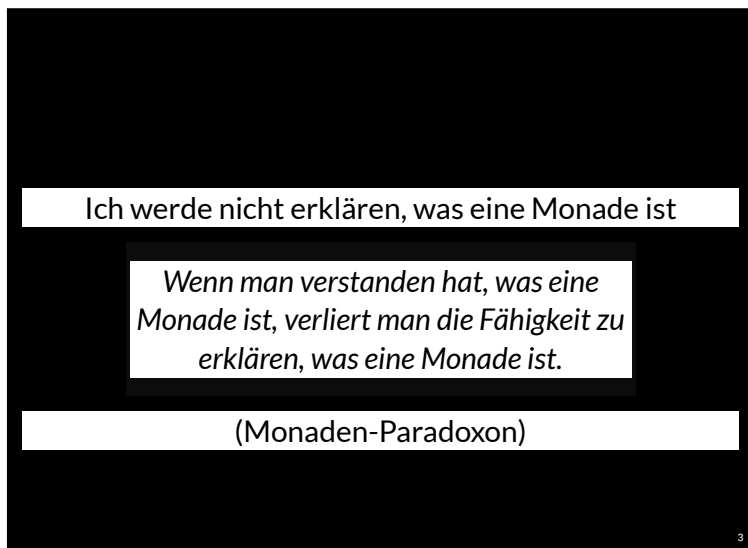 Ich werde nicht erklären, was eine Monade ist
Wenn man verstanden hat, was eine
Monade ist, verliert man die Fähigkeit zu
erklären, was eine Monade ist.
(Monaden-Paradoxon)
3